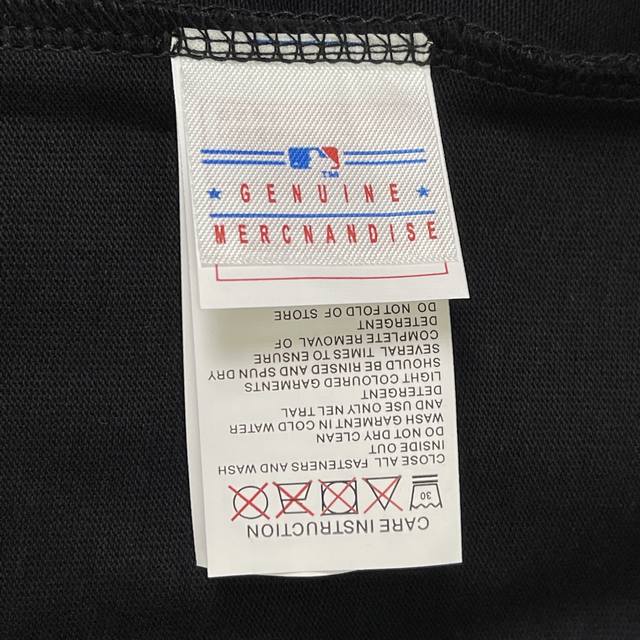 TM
GENUINE
MERCNANDISE
CARE INSTRUCTION
30
CLOSE ALL FASTENERS AND WASH
INSIDE OUT
DO NOT DRY CLEAN
WASH GARMENT IN COLD WATER
AND USE ONLY NEL TRAL
DETERGENT
LIGHT COLOURED GARMENTS
SHOULD BE RINSED AND SPUN DRY
SEVERAL TIMES TO ENSURE
COMPLETE REMOVAL OF
DETERGENT
DO NOT FOLD OF STORE